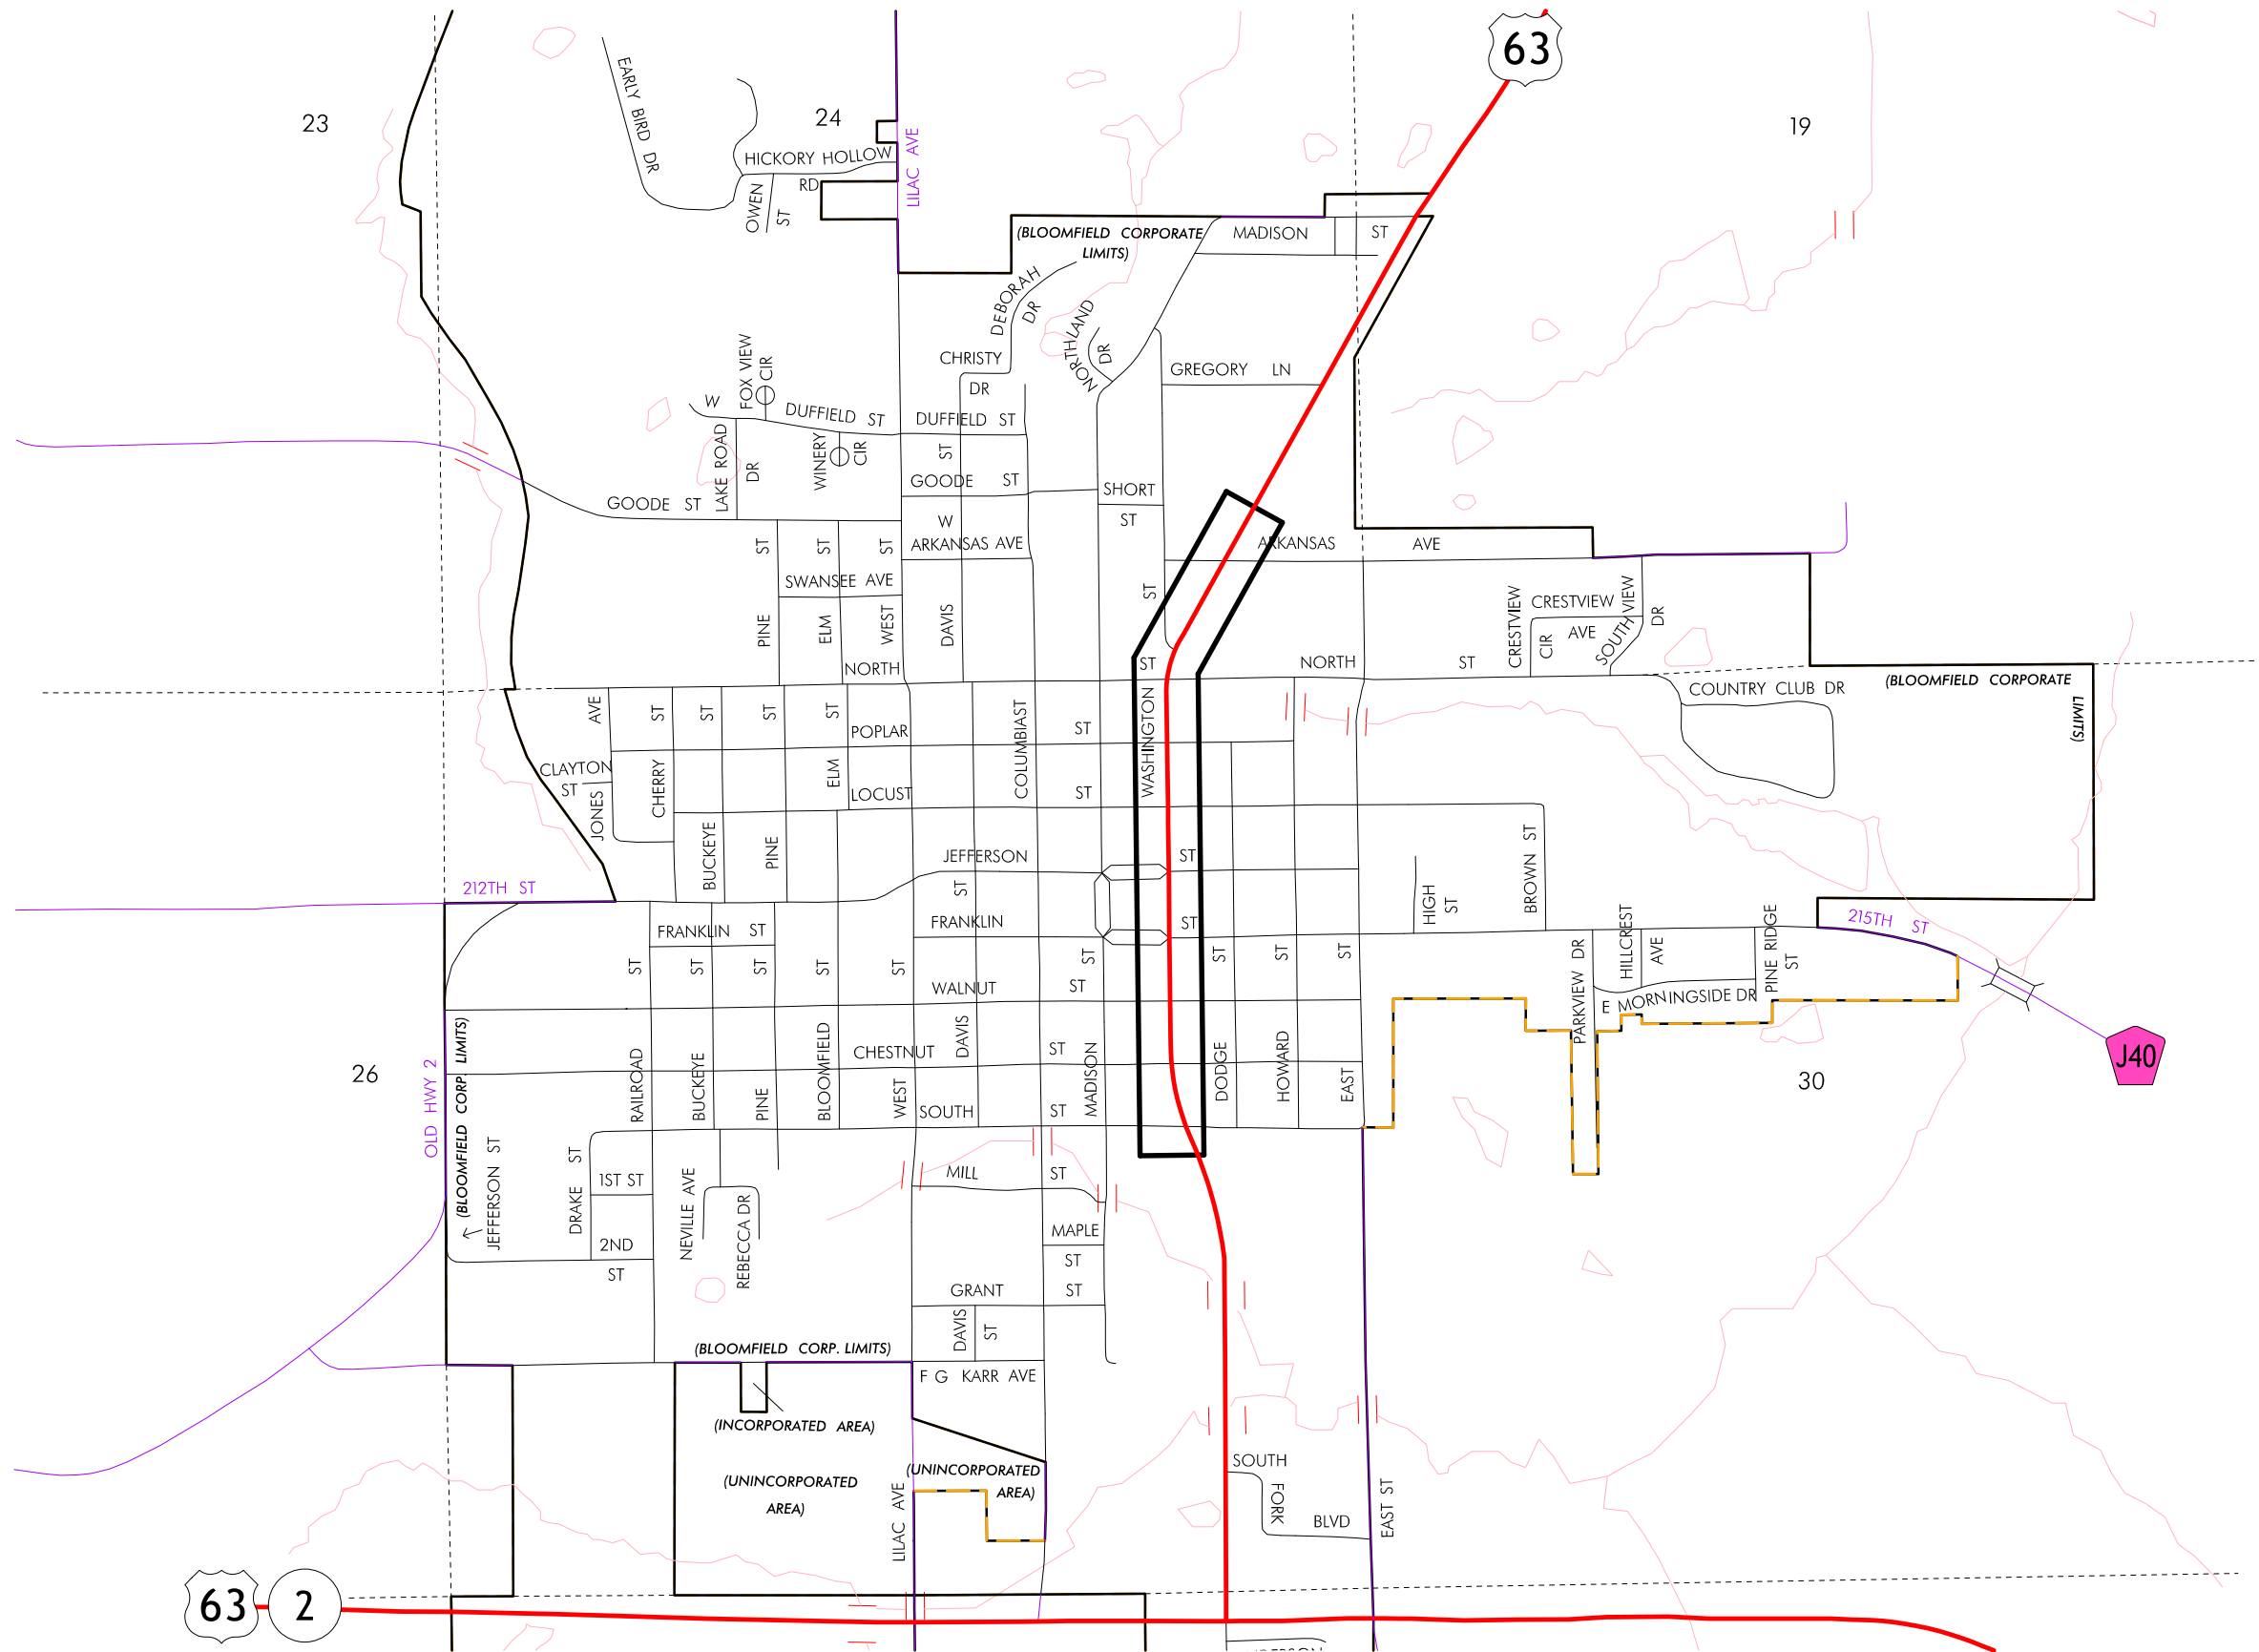 63
23
24
19
EARLY BIRD DR
HICKORY HOLLOW
RD
OWEN
ST
LILAC AVE
(BLOOMFIELD CORPORATE
LIMITS)
MADISON ST
DEBORAH
DR
NORTHLAND
DR
CHRISTY
DR
GREGORY LN
FOX VIEW
CIR
W DUFFIELD ST
DUFFIELD ST
LAKE ROAD
DR
WINERY
CIR
ST
GOODE ST
GOODE ST
SHORT
ST
W
ARKANSAS AVE
ARKANSAS AVE
ST
ST
ST
SWANSEE AVE
PINE
ELM
WEST
DAVIS
ST
CRESTVIEW
CIR
CRESTVIEW
AVE
SOUTH VIEW
DR
NORTH
ST
NORTH ST
COUNTRY CLUB DR
(BLOOMFIELD CORPORATE
LIMITS)
AVE
ST
ST
ST
ST
POPLAR ST
COLUMBIA
ST
WASHINGTON
CLAYTON
ST
JONES
CHERRY
ELM
LOCUST ST
BUCKEYE
PINE
JEFFERSON ST
212TH ST
ST
HIGH
ST
BROWN ST
FRANKLIN ST
FRANKLIN ST
HILLCREST
AVE
PINE RIDGE
ST
215TH ST
ST
ST
ST
ST
ST
ST
ST
ST
ST
PARKVIEW DR
WALNUT ST
E MORNINGSIDE DR
26
OLD HWY 2
(BLOOMFIELD CORP. LIMITS)
RAILROAD
BUCKEYE
PINE
BLOOMFIELD
WEST
DAVIS
CHESTNUT ST
MADISON
DODGE
HOWARD
EAST
30
J40
SOUTH ST
JEFFERSON ST
DRAKE ST
1ST ST
NEVILLE AVE
REBECCA DR
MILL ST
2ND
ST
MAPLE
ST
GRANT ST
DAVIS
ST
(BLOOMFIELD CORP. LIMITS)
F G KARR AVE
(INCORPORATED AREA)
(UNINCORPORATED
AREA)
(UNINCORPORATED
AREA)
LILAC AVE
SOUTH
FORK
BLVD
EAST ST
63
2